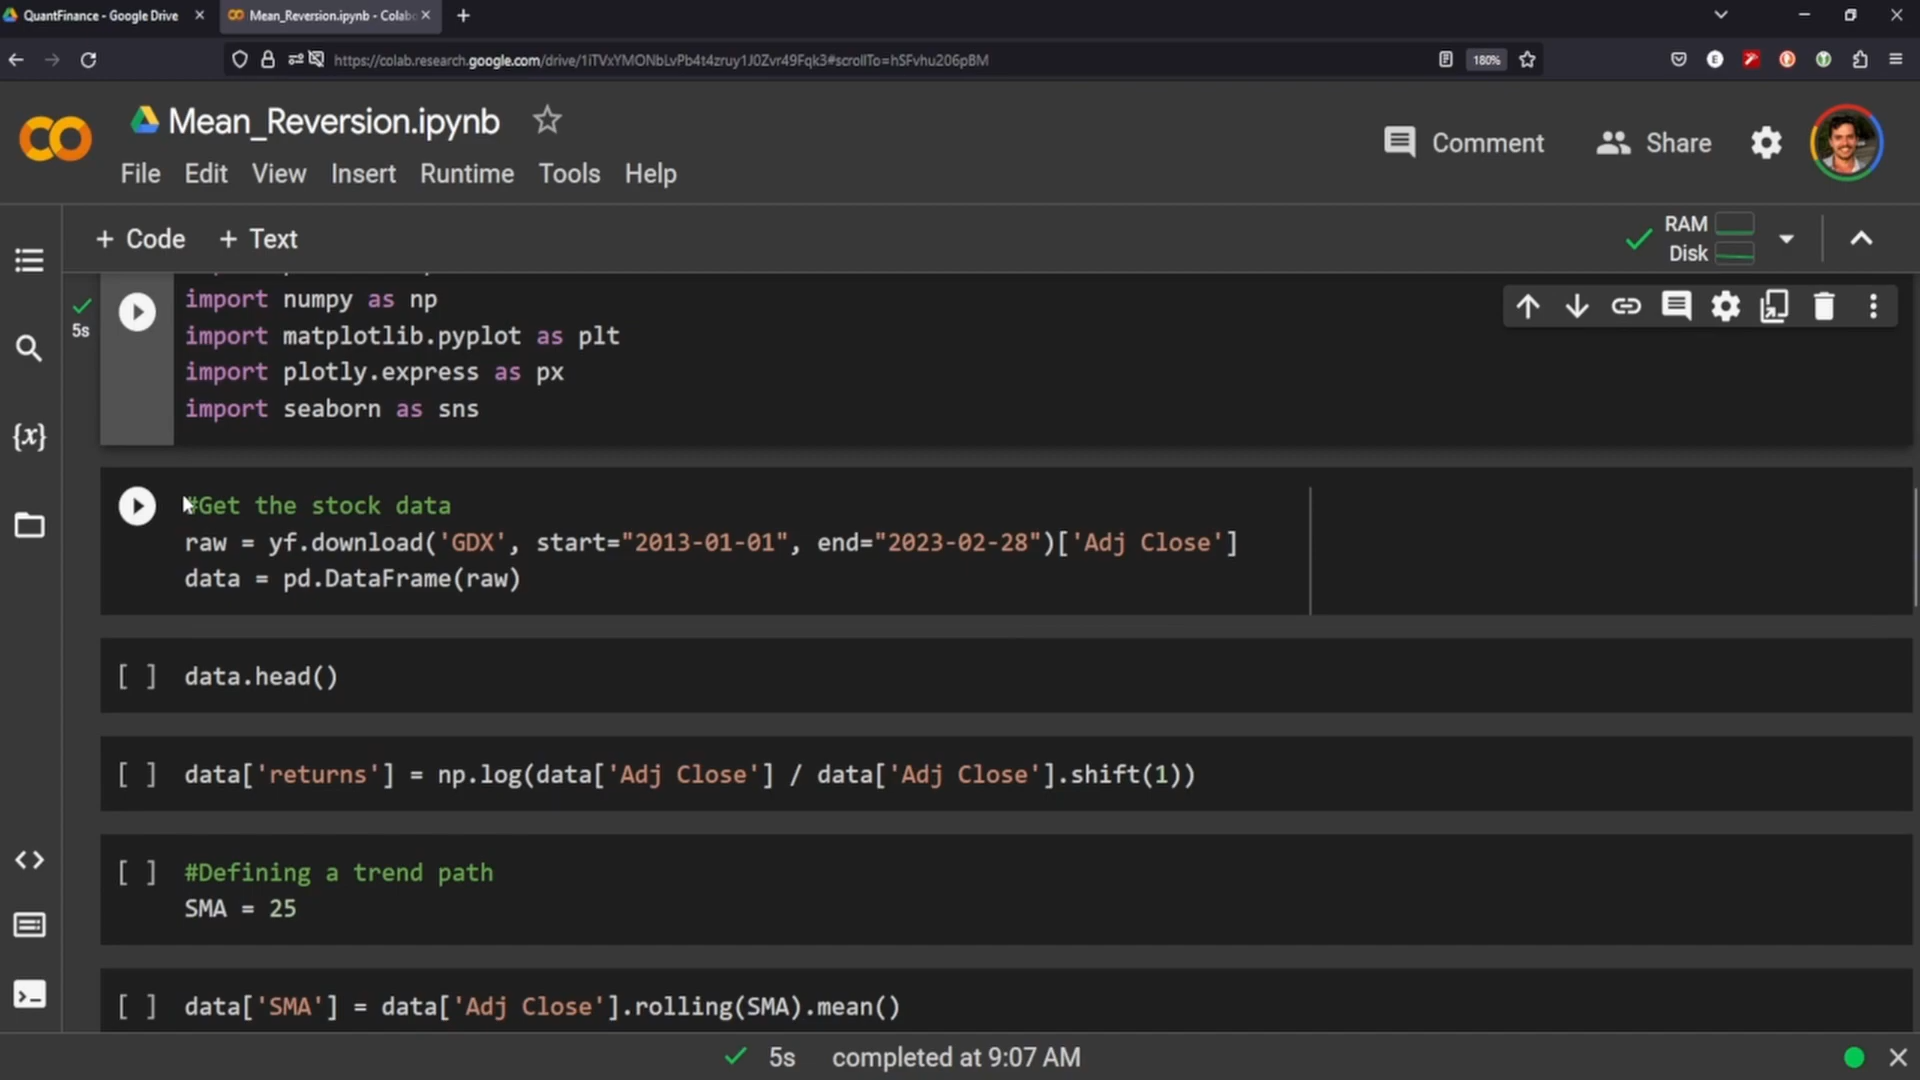 QuantFinance - Google Drive
Mean_Reversion.ipynb - Colabo
https://colab.research.google.com/drive/1iTVxYMONbLvPb4t4zruy1J0Zvr49Fqk3#scrollTo=hSFvhu206pBM
180%
Mean_Reversion.ipynb
Comment
Share
File Edit View Insert Runtime Tools Help
+ Code + Text
RAM
Disk
5s
import numpy as np
import matplotlib.pyplot as plt
import plotly.express as px
import seaborn as sns
#Get the stock data
raw = yf.download('GDX', start="2013-01-01", end="2023-02-28")['Adj Close']
data = pd.DataFrame(raw)
[ ] data.head()
[ ] data['returns'] = np.log(data['Adj Close'] / data['Adj Close'].shift(1))
[ ] #Defining a trend path
SMA = 25
[ ] data['SMA'] = data['Adj Close'].rolling(SMA).mean()
5s completed at 9:07 AM